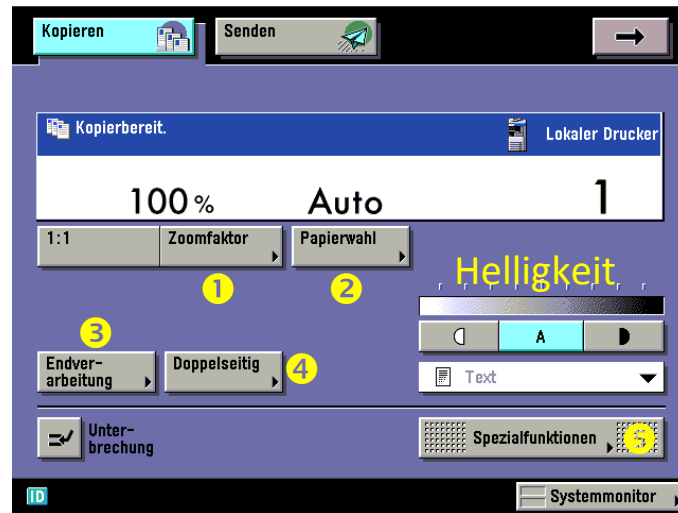 Kopieren
Senden
Kopierbereit.
Lokaler Drucker
100 % Auto 1
1:1 Zoomfaktor Papierwahl
1 2
Helligkeit
3
A
Endver-
arbeitung
Doppelseitig
4
Text
Unter-
brechung
Spezialfunktionen
5
ID
Systemmonitor